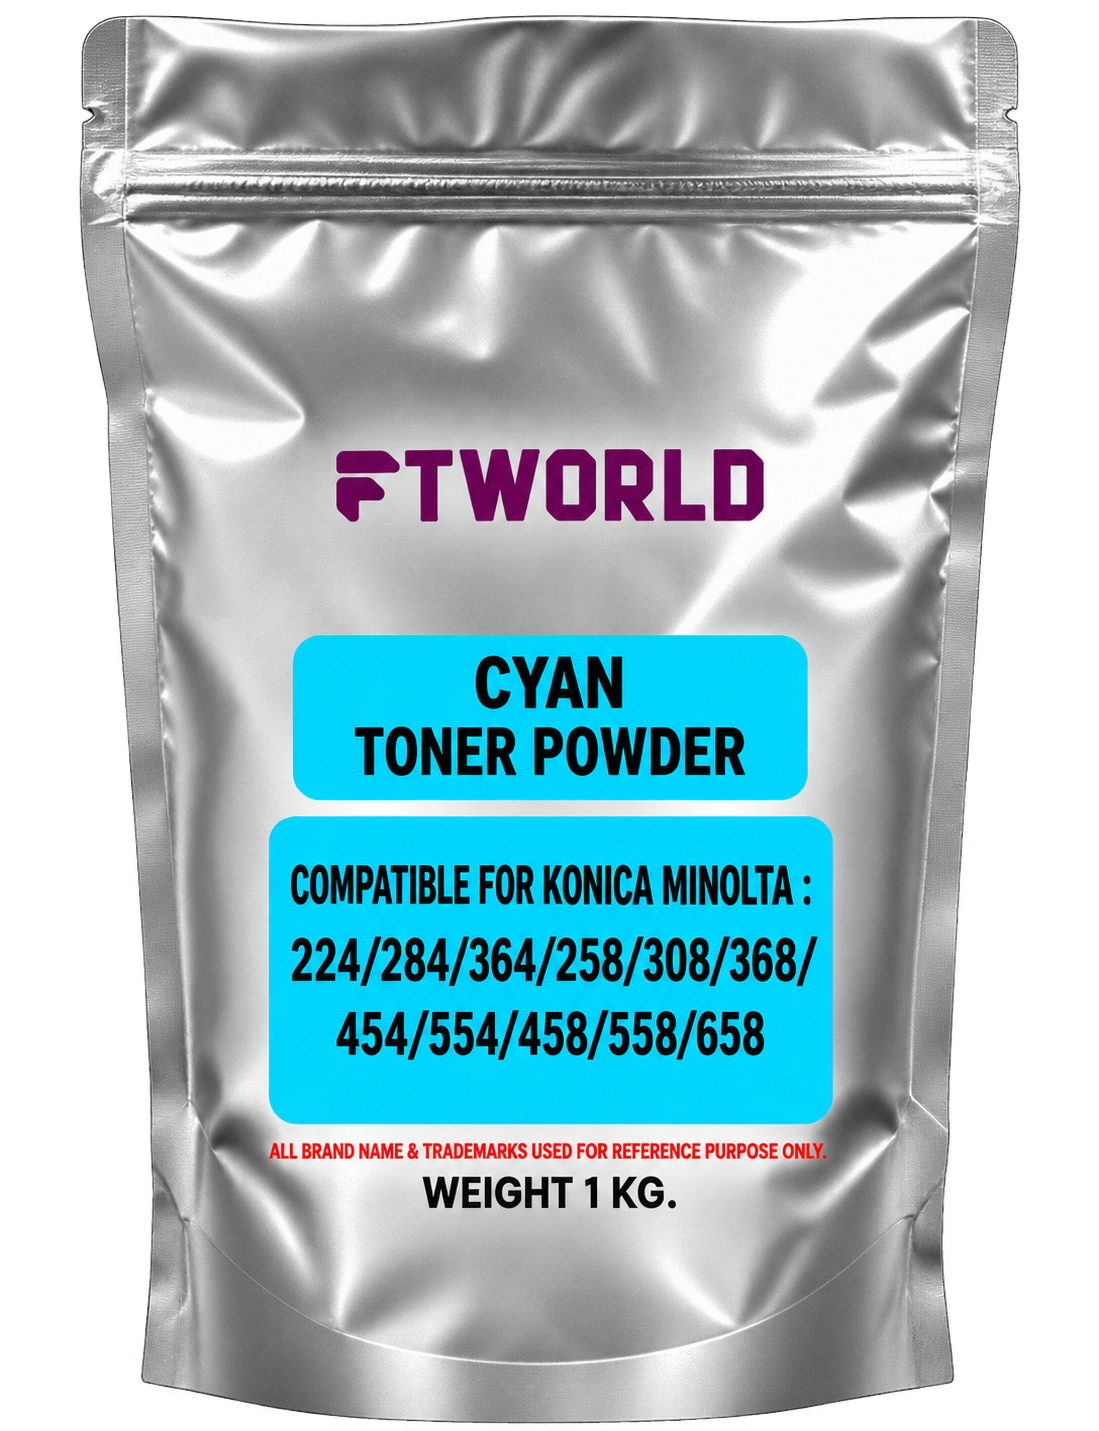 FTWORLD
CYAN
TONER POWDER
COMPATIBLE FOR KONICA MINOLTA :
224/284/364/258/308/368/
454/554/458/558/658
ALL BRAND NAME & TRADEMARKS USED FOR REFERENCE PURPOSE ONLY.
WEIGHT 1 KG.